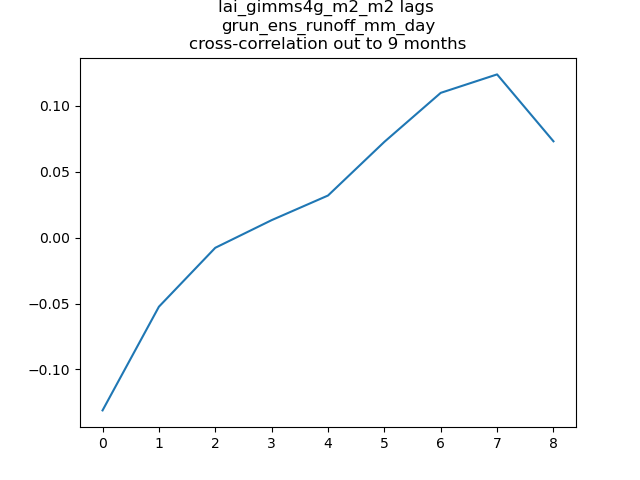 lai_gimms4g_m2_m2 lags
grun_ens_runoff_mm_day
cross-correlation out to 9 months
0.10
0.05
0.00
−0.05
−0.10
0 1 2 3 4 5 6 7 8